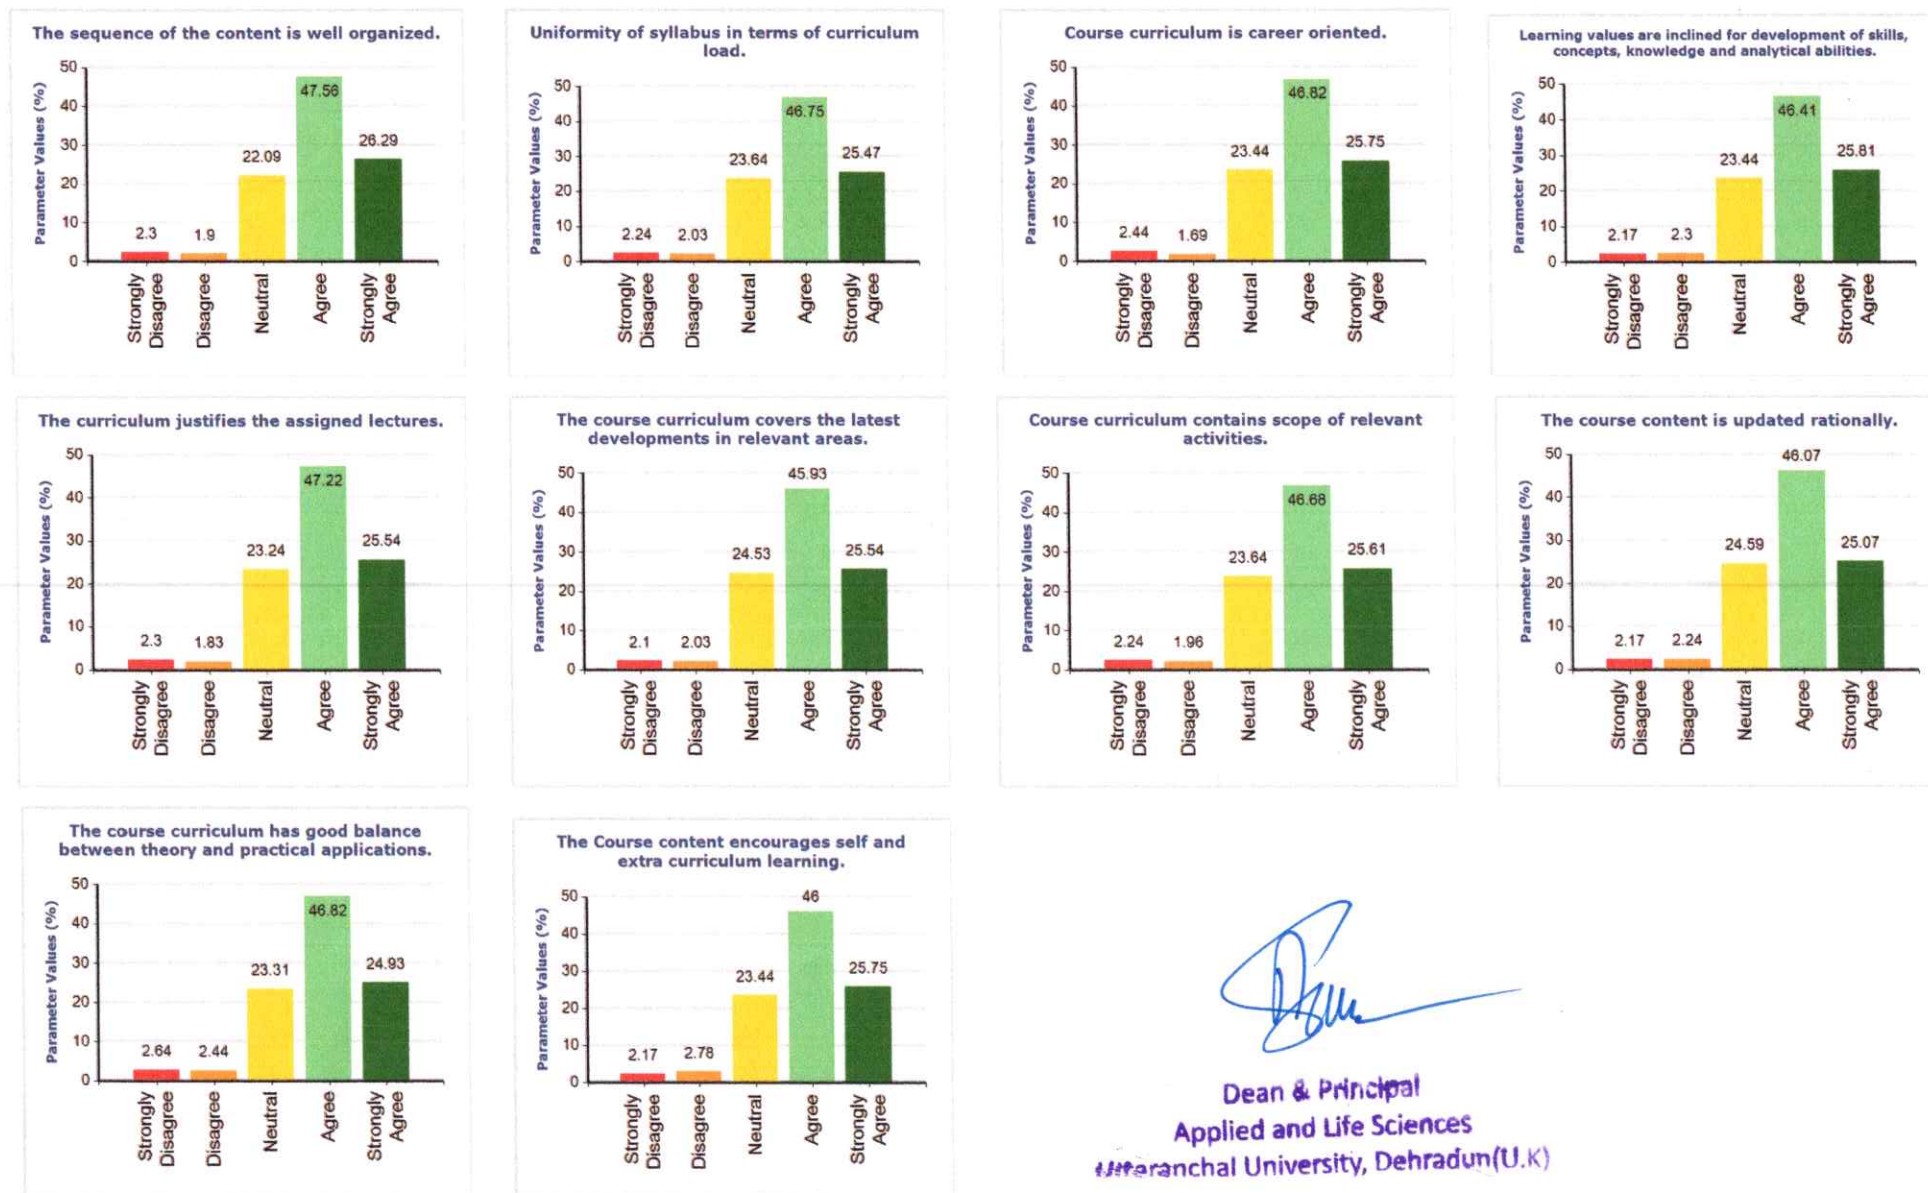 The sequence of the content is well organized.
Parameter Values (%)
50
40
30
20
10
0
2.3
1.9
22.09
47.56
26.29
Strongly
Disagree
Disagree
Neutral
Agree
Strongly
Agree
Uniformity of syllabus in terms of curriculum
load.
Parameter Values (%)
50
40
30
20
10
0
2.24
2.03
23.64
46.75
25.47
Strongly
Disagree
Disagree
Neutral
Agree
Strongly
Agree
Course curriculum is career oriented.
Parameter Values (%)
50
40
30
20
10
0
2.44
1.69
23.44
46.82
25.75
Strongly
Disagree
Disagree
Neutral
Agree
Strongly
Agree
Learning values are inclined for development of skills,
concepts, knowledge and analytical abilities.
Parameter Values (%)
50
40
30
20
10
0
2.17
2.3
23.44
46.41
25.81
Strongly
Disagree
Disagree
Neutral
Agree
Strongly
Agree
The curriculum justifies the assigned lectures.
Parameter Values (%)
50
40
30
20
10
0
2.3
1.83
23.24
47.22
25.54
Strongly
Disagree
Disagree
Neutral
Agree
Strongly
Agree
The course curriculum covers the latest
developments in relevant areas.
Parameter Values (%)
50
40
30
20
10
0
2.1
2.03
24.53
45.93
25.54
Strongly
Disagree
Disagree
Neutral
Agree
Strongly
Agree
Course curriculum contains scope of relevant
activities.
Parameter Values (%)
50
40
30
20
10
0
2.24
1.96
23.64
46.68
25.61
Strongly
Disagree
Disagree
Neutral
Agree
Strongly
Agree
The course content is updated rationally.
Parameter Values (%)
50
40
30
20
10
0
2.17
2.24
24.59
46.07
25.07
Strongly
Disagree
Disagree
Neutral
Agree
Strongly
Agree
The course curriculum has good balance
between theory and practical applications.
Parameter Values (%)
50
40
30
20
10
0
2.64
2.44
23.31
46.82
24.93
Strongly
Disagree
Disagree
Neutral
Agree
Strongly
Agree
The Course content encourages self and
extra curriculum learning.
Parameter Values (%)
50
40
30
20
10
0
2.17
2.78
23.44
46
25.75
Strongly
Disagree
Disagree
Neutral
Agree
Strongly
Agree
Dean & Principal
Applied and Life Sciences
Uttaranchal University, Dehradun(U.K)